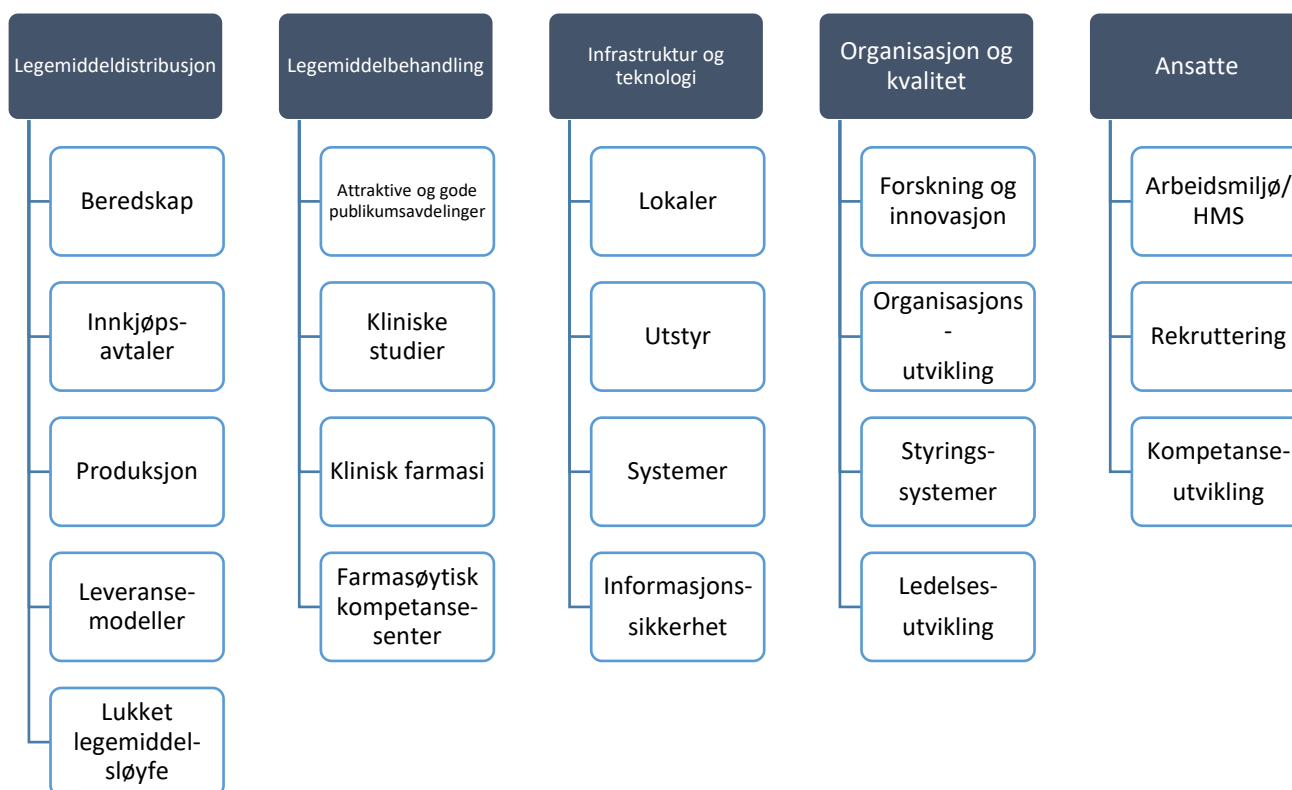 Legemiddeldistribusjon
Beredskap
Innkjøps-
avtaler
Produksjon
Leveranse-
modeller
Lukket
legemiddel-
sløyfe
Legemiddelbehandling
Attraktive og gode
publikumsavdelinger
Kliniske
studier
Klinisk farmasi
Farmasøytisk
kompetanse-
senter
Infrastruktur og
teknologi
Lokaler
Utstyr
Systemer
Informasjons-
sikkerhet
Organisasjon og
kvalitet
Forskning og
innovasjon
Organisasjons
-
utvikling
Styrings-
systemer
Ledelses-
utvikling
Ansatte
Arbeidsmiljø/
HMS
Rekruttering
Kompetanse-
utvikling